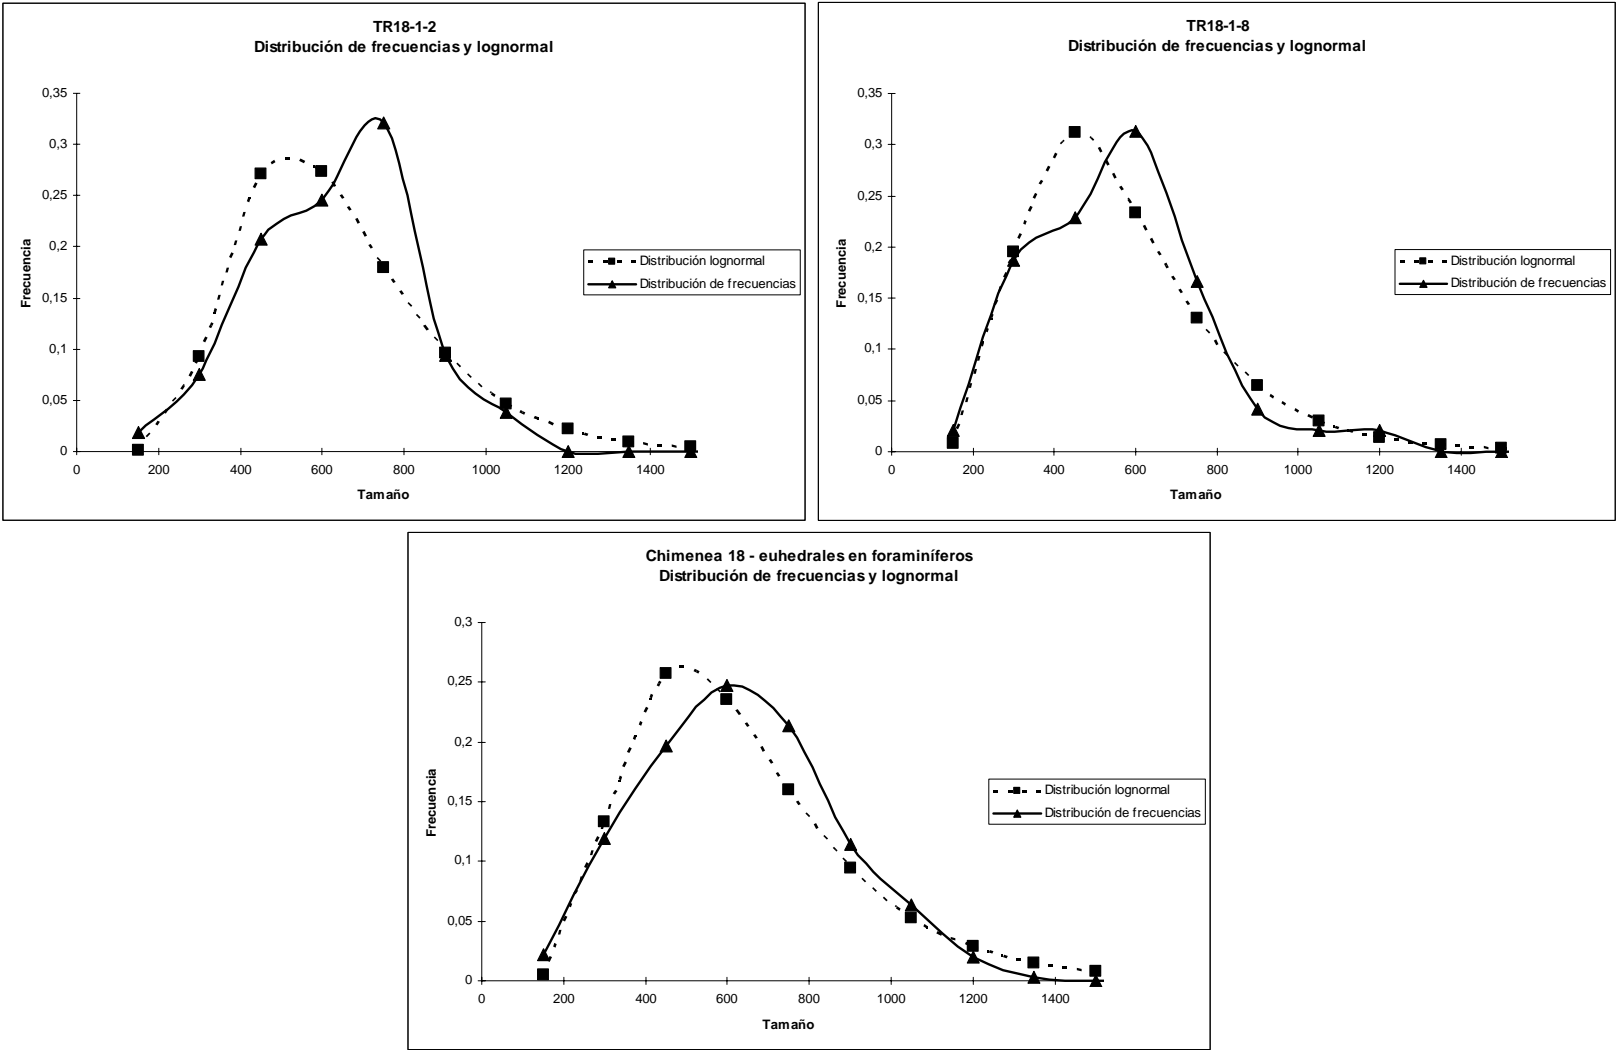 TR18-1-2
Distribución de frecuencias y lognormal
0,35
0,3
0,25
0,2
0,15
0,1
0,05
0
Frecuencia
0 200 400 600 800 1000 1200 1400
Tamaño
Distribución lognormal
Distribución de frecuencias
TR18-1-8
Distribución de frecuencias y lognormal
0,35
0,3
0,25
0,2
0,15
0,1
0,05
0
Frecuencia
0 200 400 600 800 1000 1200 1400
Tamaño
Distribución lognormal
Distribución de frecuencias
Chimenea 18 - euhedrales en foraminíferos
Distribución de frecuencias y lognormal
0,3
0,25
0,2
0,15
0,1
0,05
0
Frecuencia
0 200 400 600 800 1000 1200 1400
Tamaño
Distribución lognormal
Distribución de frecuencias